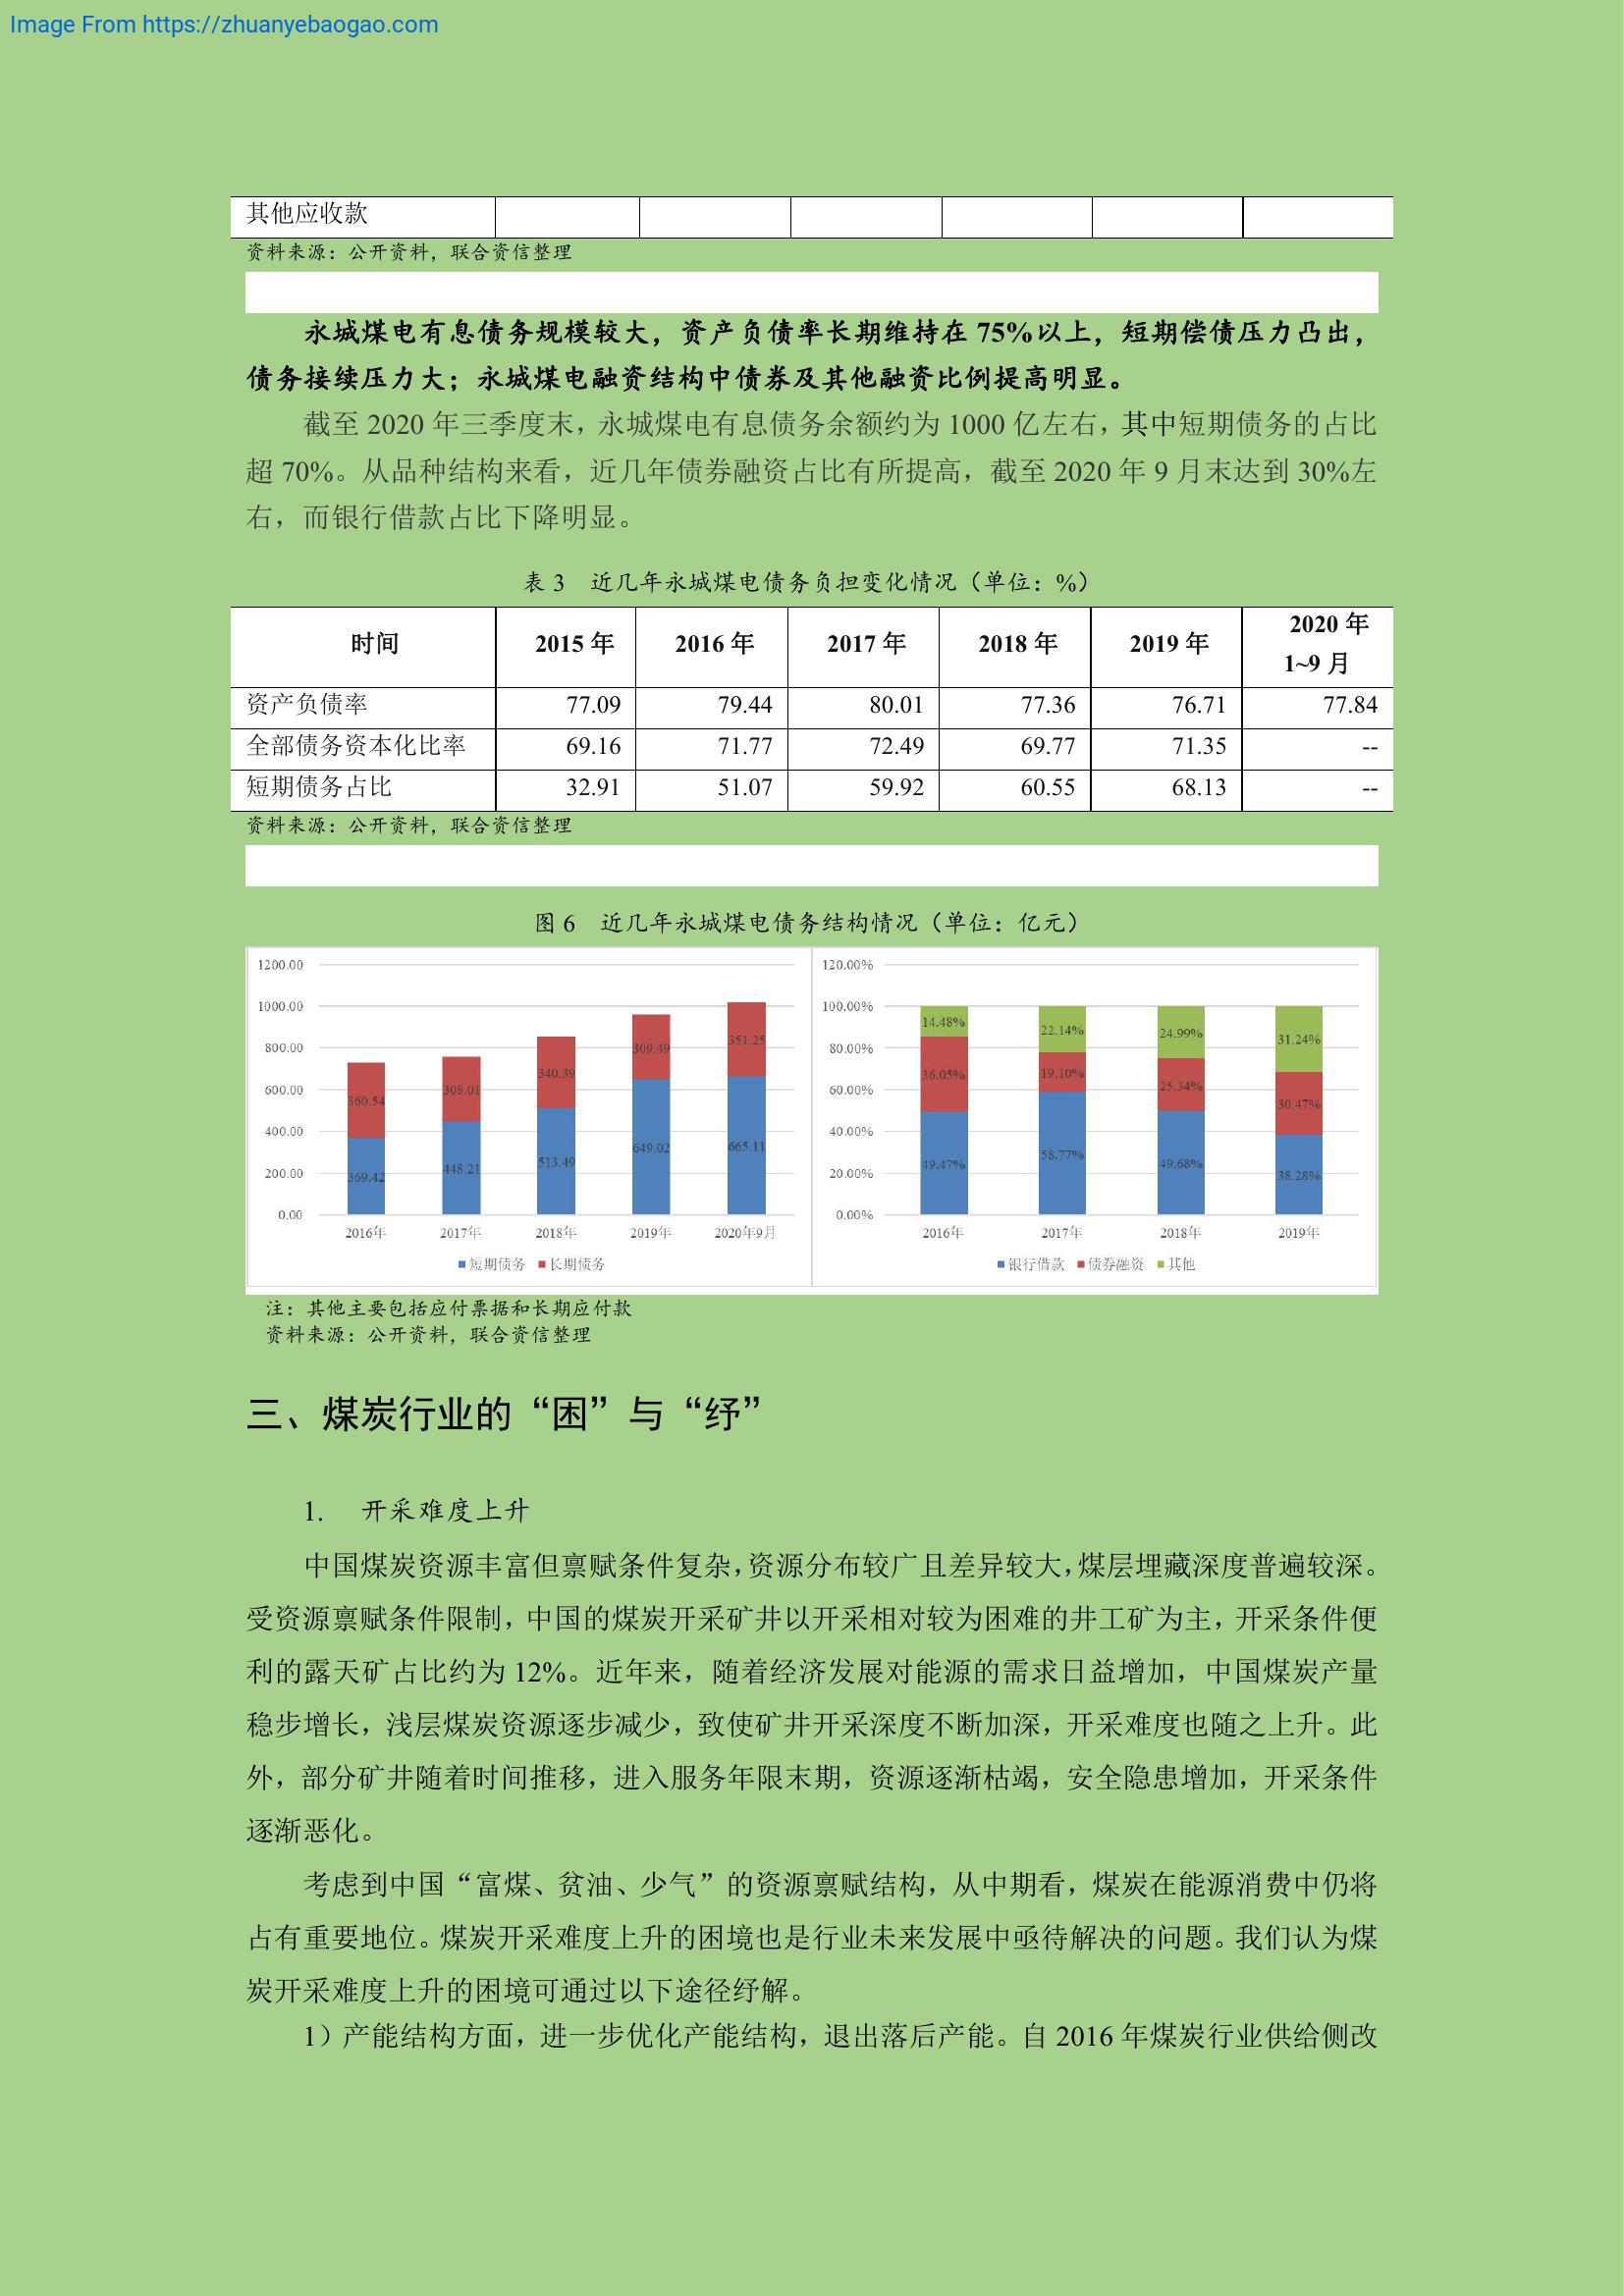 Image From https://zhuanyebaogao.com
其他应收款
资料来源：公开资料，联合资信整理
永城煤电有息债务规模较大，资产负债率长期维持在 75%以上，短期偿债压力凸出，
债务接续压力大；永城煤电融资结构中债券及其他融资比例提高明显。
截至 2020 年三季度末，永城煤电有息债务余额约为 1000 亿左右，其中短期债务的占比
超 70%。从品种结构来看，近几年债券融资占比有所提高，截至 2020 年 9 月末达到 30%左
右，而银行借款占比下降明显。
表 3 近几年永城煤电债务负担变化情况（单位：%）
时间 2015 年 2016 年 2017 年 2018 年 2019 年 2020 年
1~9 月
资产负债率 77.09 79.44 80.01 77.36 76.71 77.84
全部债务资本化比率 69.16 71.77 72.49 69.77 71.35 --
短期债务占比 32.91 51.07 59.92 60.55 68.13 --
资料来源：公开资料，联合资信整理
图 6 近几年永城煤电债务结构情况（单位：亿元）
1200.00
1000.00
800.00
600.00
400.00
200.00
0.00
360.54 308.01 340.39 309.49 351.25
369.42 448.21 513.49 649.02 665.11
2016年 2017年 2018年 2019年 2020年9月
短期债务 长期债务
120.00%
100.00%
80.00%
60.00%
40.00%
20.00%
0.00%
14.48% 22.14% 24.99% 31.24%
36.05% 19.10% 25.34% 30.47%
49.47% 58.77% 49.68% 38.28%
2016年 2017年 2018年 2019年
银行借款 债券融资 其他
注：其他主要包括应付票据和长期应付款
资料来源：公开资料，联合资信整理
三、煤炭行业的“困”与“纾”
1. 开采难度上升
中国煤炭资源丰富但禀赋条件复杂，资源分布较广且差异较大，煤层埋藏深度普遍较深。
受资源禀赋条件限制，中国的煤炭开采矿井以开采相对较为困难的井工矿为主，开采条件便
利的露天矿占比约为 12%。近年来，随着经济发展对能源的需求日益增加，中国煤炭产量
稳步增长，浅层煤炭资源逐步减少，致使矿井开采深度不断加深，开采难度也随之上升。此
外，部分矿井随着时间推移，进入服务年限末期，资源逐渐枯竭，安全隐患增加，开采条件
逐渐恶化。
考虑到中国“富煤、贫油、少气”的资源禀赋结构，从中期看，煤炭在能源消费中仍将
占有重要地位。煤炭开采难度上升的困境也是行业未来发展中亟待解决的问题。我们认为煤
炭开采难度上升的困境可通过以下途径纾解。
1）产能结构方面，进一步优化产能结构，退出落后产能。自 2016 年煤炭行业供给侧改